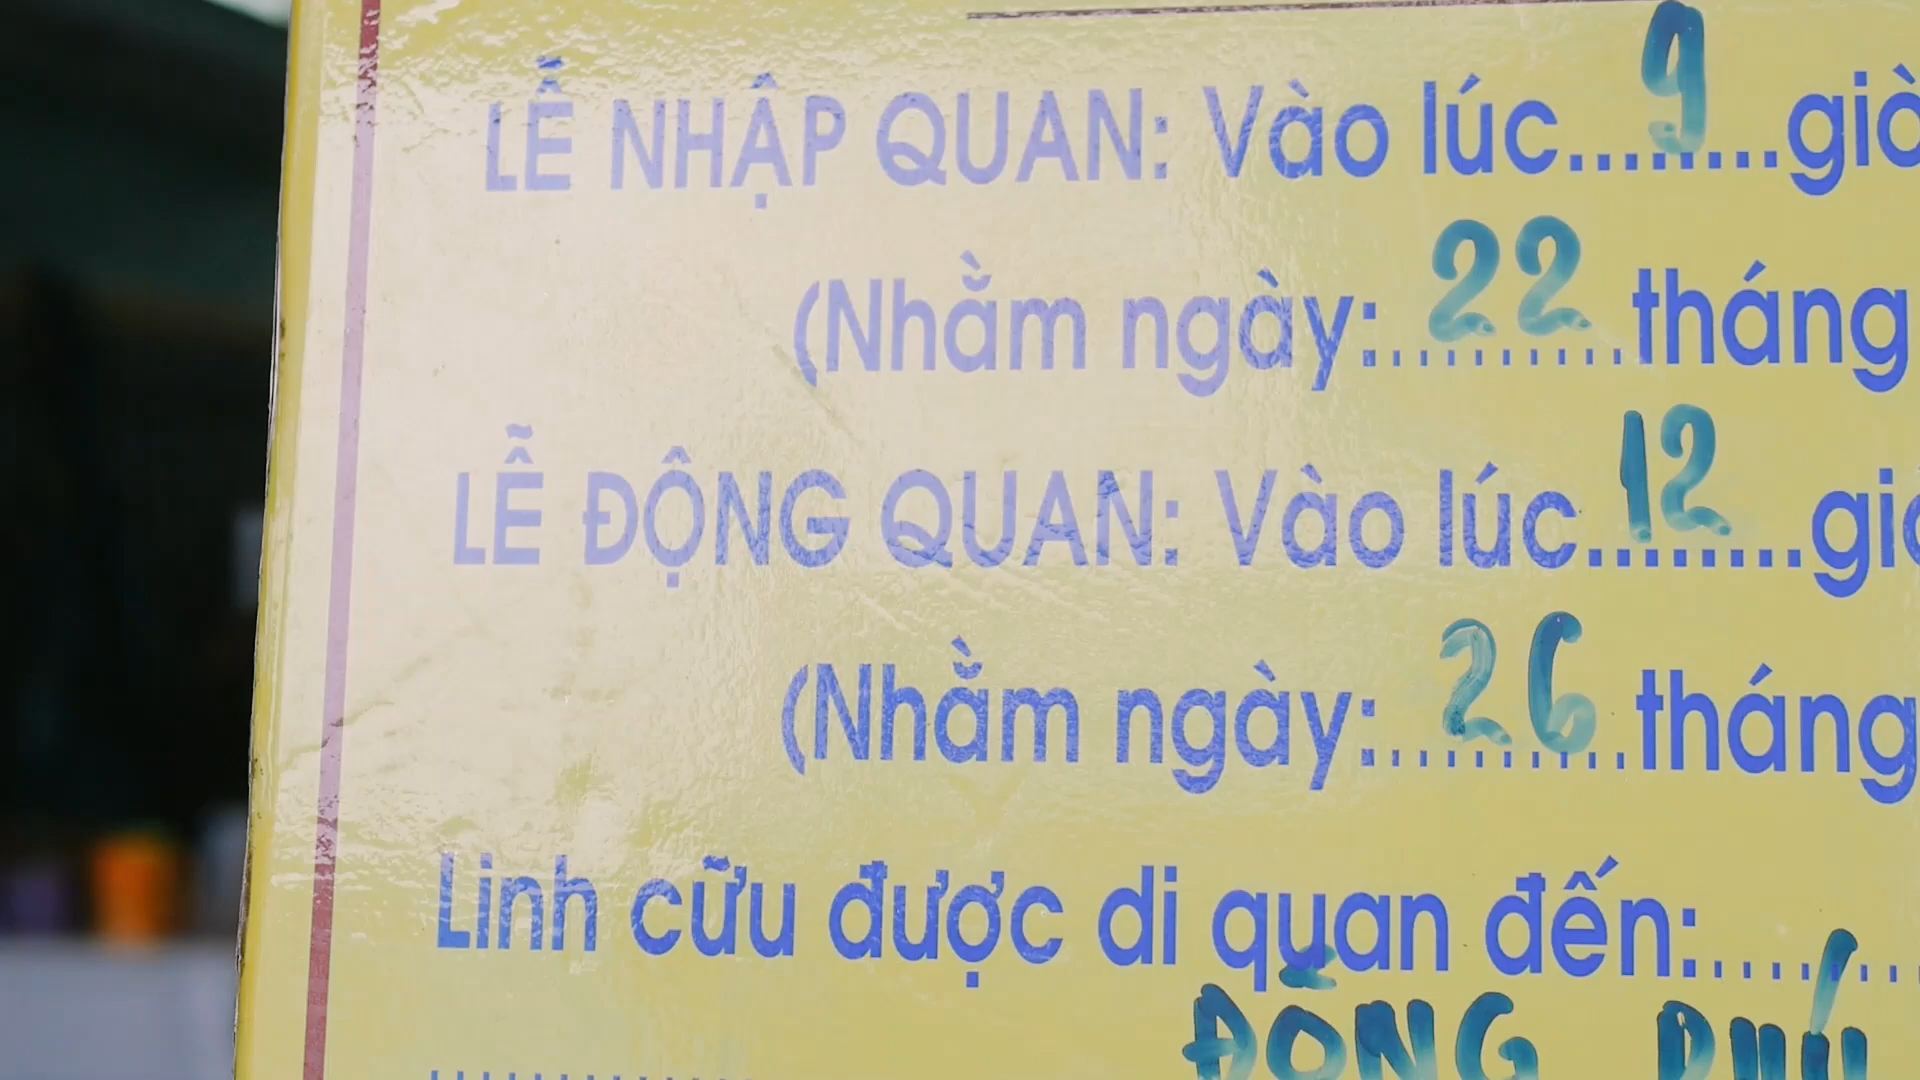 LỄ NHẬP QUAN: Vào lúc....9....giờ
(Nhằm ngày:....22....tháng
LỄ ĐỘNG QUAN: Vào lúc....12....giờ
(Nhằm ngày:....26....tháng
Linh cữu được di quan đến:.........
ĐỒNG PHÚ